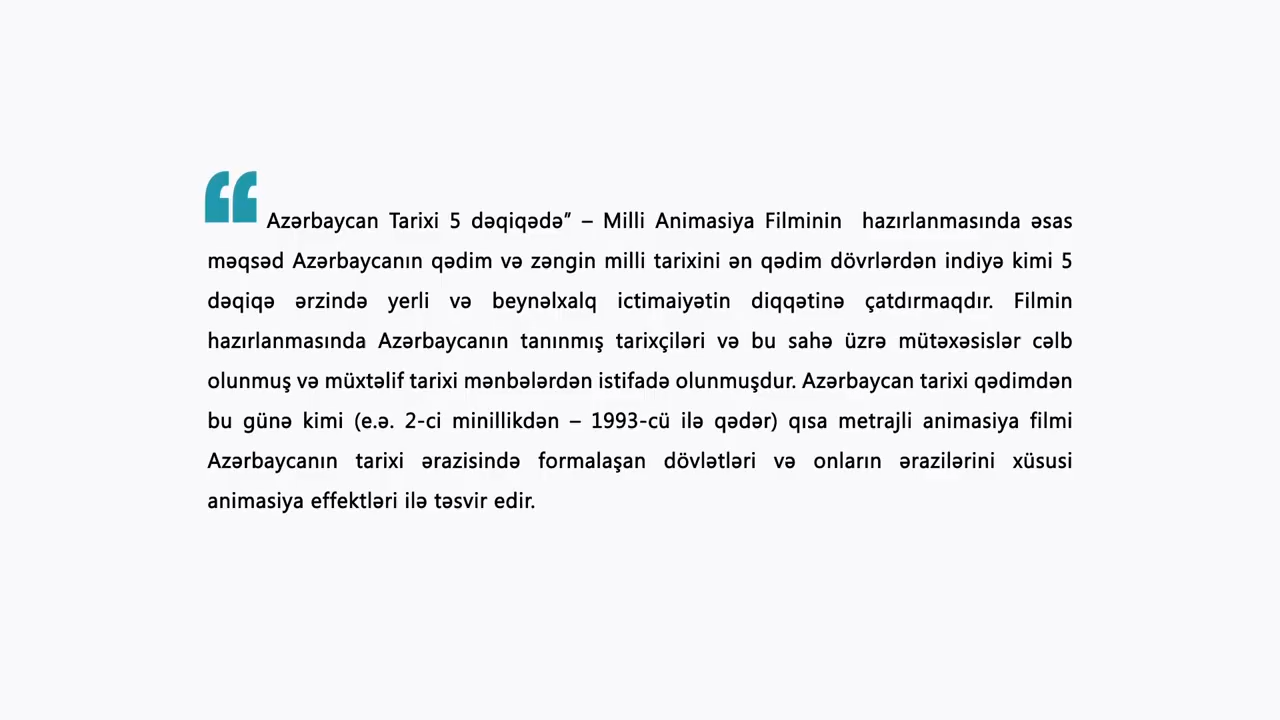 “Azərbaycan Tarixi 5 dəqiqədə” – Milli Animasiya Filminin hazırlanmasında əsas
məqsəd Azərbaycanın qədim və zəngin milli tarixini ən qədim dövrlərdən indiyə kimi 5
dəqiqə ərzində yerli və beynəlxalq ictimaiyətin diqqətinə çatdırmaqdır. Filmin
hazırlanmasında Azərbaycanın tanınmış tarixçiləri və bu sahə üzrə mütəxəsislər cəlb
olunmuş və müxtəlif tarixi mənbələrdən istifadə olunmuşdur. Azərbaycan tarixi qədimdən
bu günə kimi (e.ə. 2-ci minillikdən – 1993-cü ilə qədər) qısa metrajli animasiya filmi
Azərbaycanın tarixi ərazisində formalaşan dövlətləri və onların ərazilərini xüsusi
animasiya effektləri ilə təsvir edir.